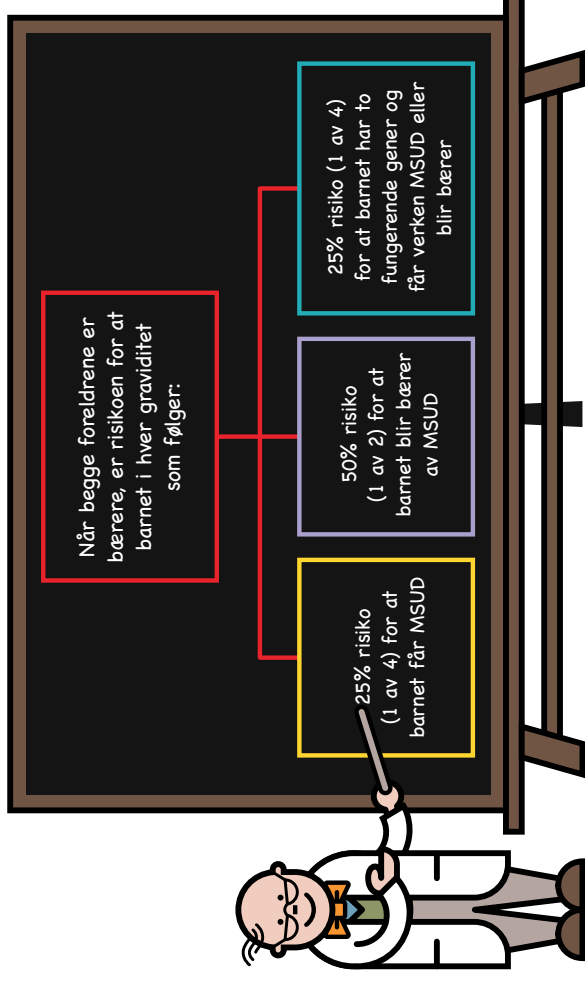 Når begge foreldrene er
bærere, er risikoen for at
barnet i hver graviditet
som følger:
25% risiko
(1 av 4) for at
barnet får MSUD
50% risiko
(1 av 2) for at
barnet blir bærer
av MSUD
25% risiko (1 av 4)
for at barnet har to
fungerende gener og
får verken MSUD eller
blir bærer